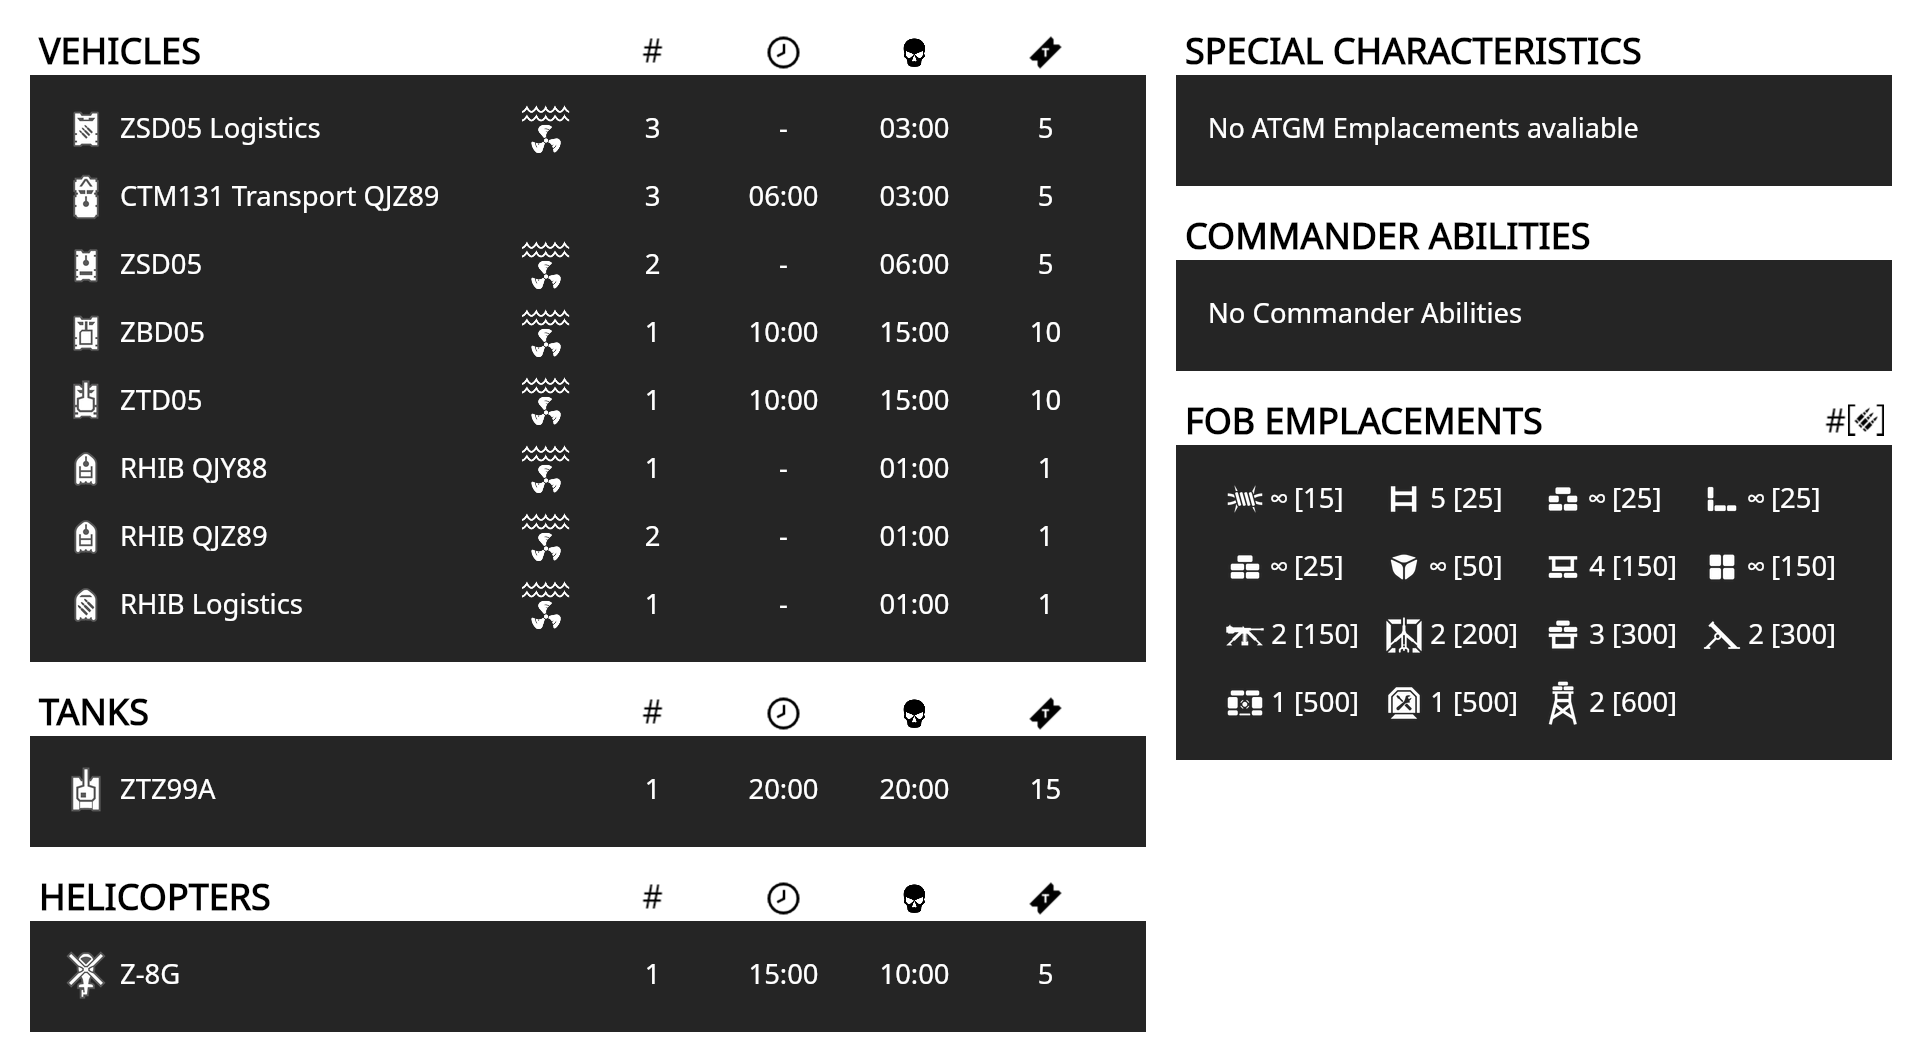 VEHICLES #
ZSD05 Logistics 3 - 03:00 5
CTM131 Transport QJZ89 3 06:00 03:00 5
ZSD05 2 - 06:00 5
ZBD05 1 10:00 15:00 10
ZTD05 1 10:00 15:00 10
RHIB QJY88 1 - 01:00 1
RHIB QJZ89 2 - 01:00 1
RHIB Logistics 1 - 01:00 1
TANKS #
ZTZ99A 1 20:00 20:00 15
HELICOPTERS #
Z-8G 1 15:00 10:00 5
SPECIAL CHARACTERISTICS
No ATGM Emplacements avaliable
COMMANDER ABILITIES
No Commander Abilities
FOB EMPLACEMENTS #[]
∞ [15] 5 [25] ∞ [25] ∞ [25]
∞ [25] ∞ [50] 4 [150] ∞ [150]
2 [150] 2 [200] 3 [300] 2 [300]
1 [500] 1 [500] 2 [600]